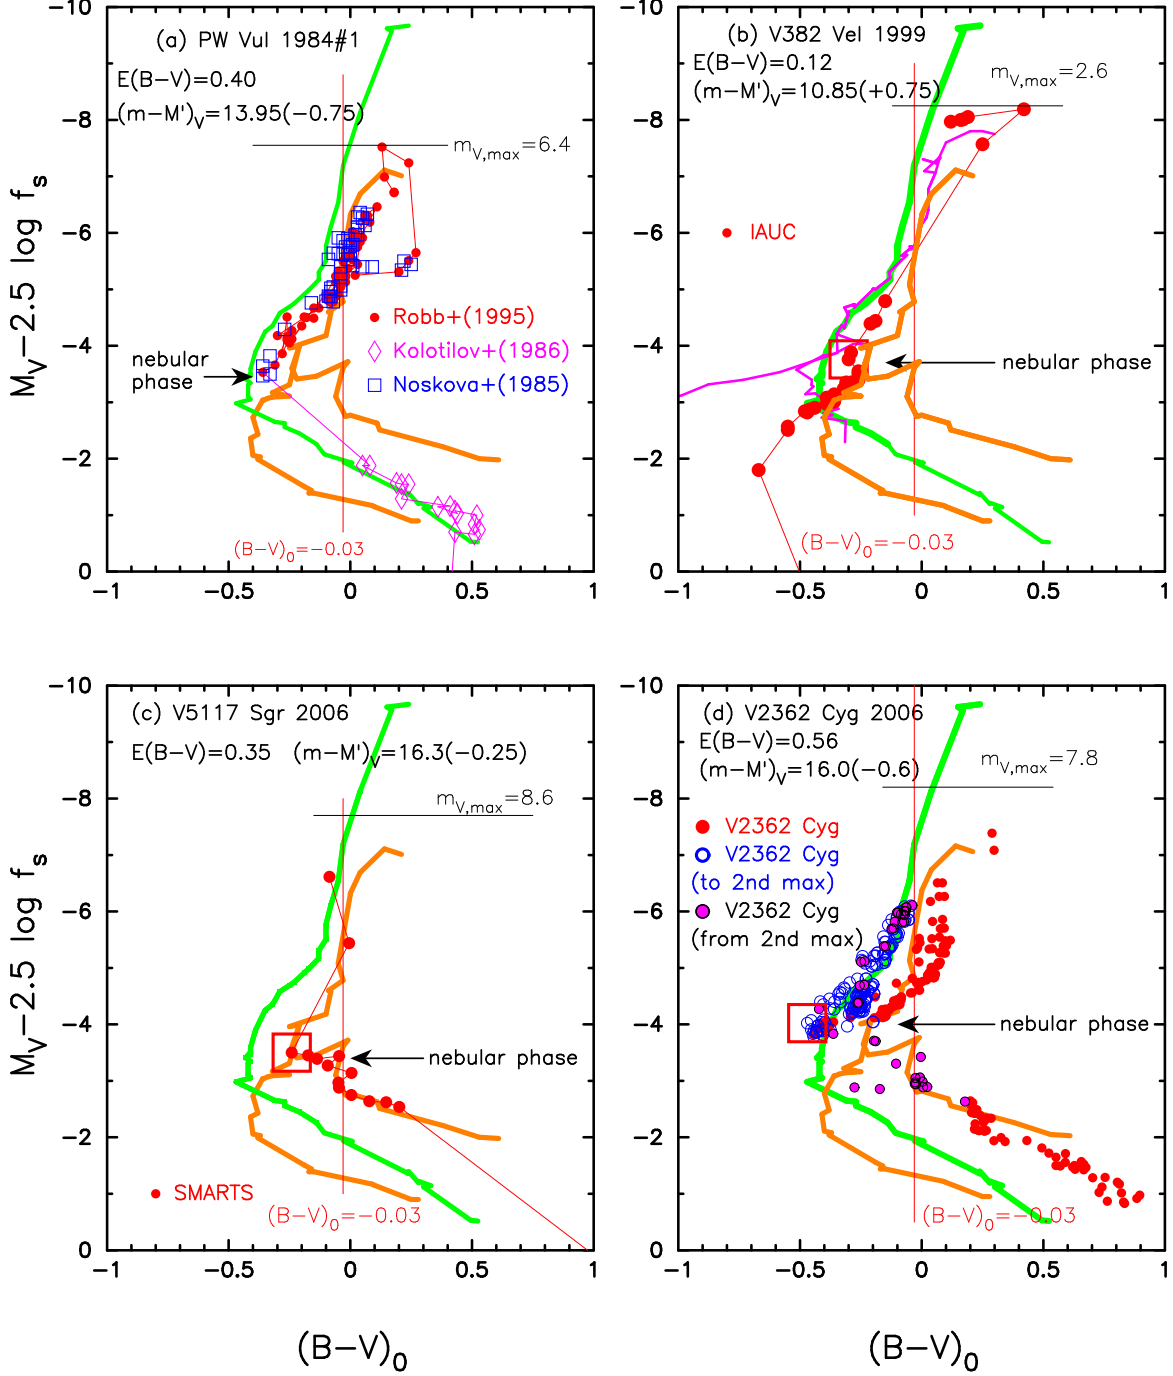 (a) PW Vul 1984#1
E(B−V)=0.40
(m−M')V=13.95(−0.75)
mV,max=6.4
Robb+(1995)
Kolotilov+(1986)
Noskova+(1985)
nebular
phase
(B−V)0=−0.03
−10
−8
−6
−4
−2
0
−1
−0.5
0
0.5
1
MV−2.5 log fs
(b) V382 Vel 1999
E(B−V)=0.12
(m−M')V=10.85(+0.75)
mV,max=2.6
IAUC
nebular phase
(B−V)0=−0.03
−10
−8
−6
−4
−2
0
−1
−0.5
0
0.5
1
(c) V5117 Sgr 2006
E(B−V)=0.35 (m−M')V=16.3(−0.25)
mV,max=8.6
nebular phase
SMARTS
(B−V)0=−0.03
−10
−8
−6
−4
−2
0
−1
−0.5
0
0.5
1
MV−2.5 log fs
(B−V)0
(d) V2362 Cyg 2006
E(B−V)=0.56
(m−M')V=16.0(−0.6)
mV,max=7.8
V2362 Cyg
V2362 Cyg
(to 2nd max)
V2362 Cyg
(from 2nd max)
nebular phase
(B−V)0=−0.03
−10
−8
−6
−4
−2
0
−1
−0.5
0
0.5
1
(B−V)0